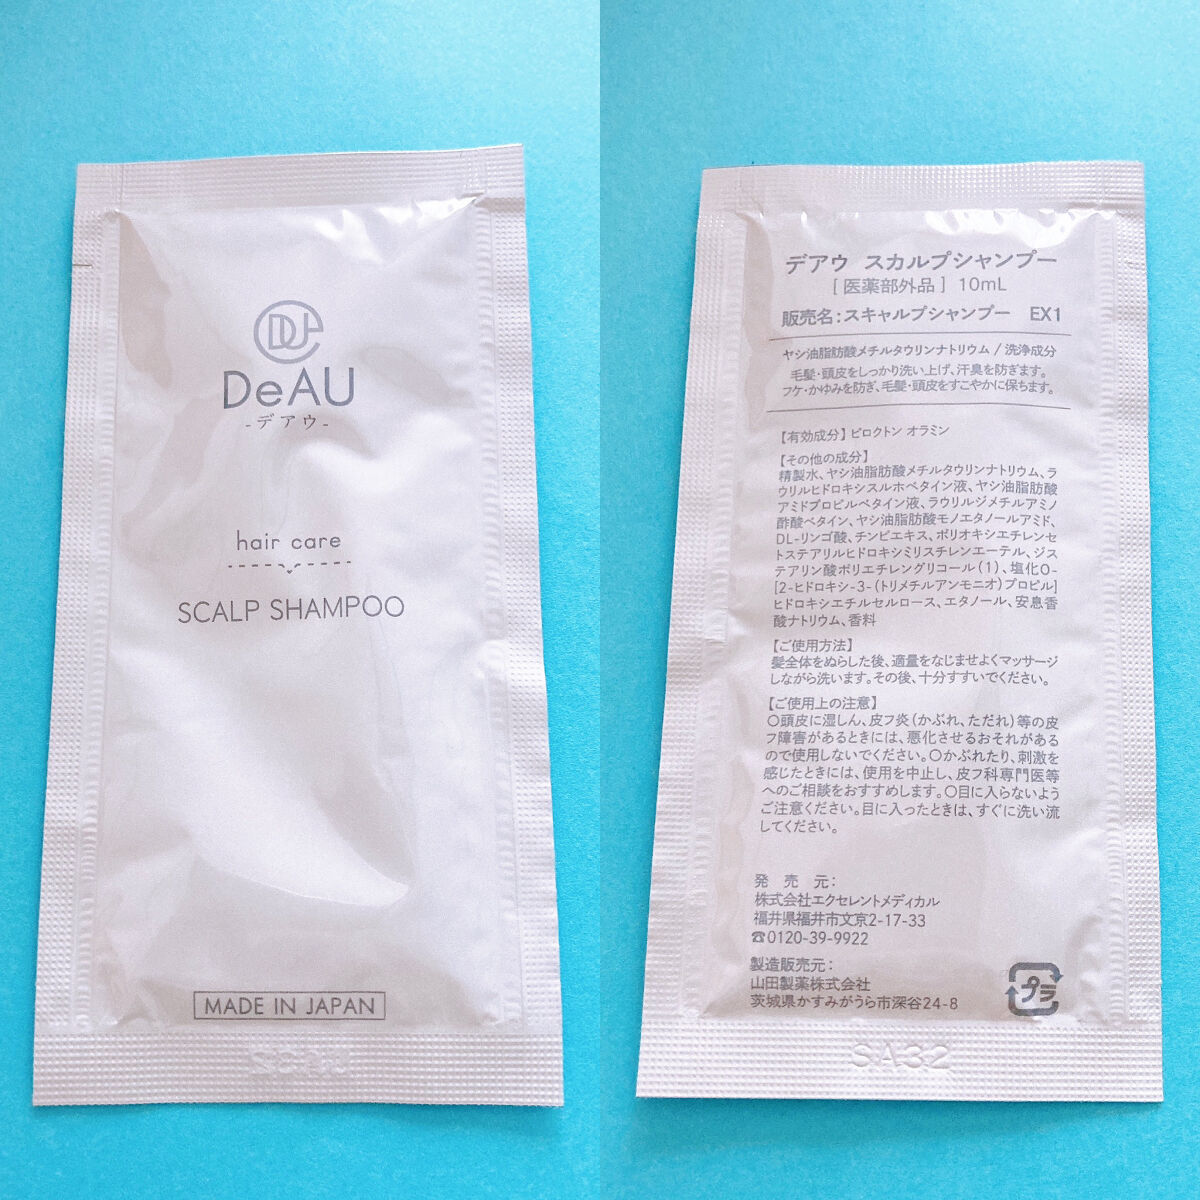 DeAU
-デアウ-
hair care
SCALP SHAMPOO
MADE IN JAPAN
デアウ スカルプシャンプー
[医薬部外品] 10mL
販売名:スキャルプシャンプー EX1
ヤシ油脂肪酸メチルタウリンナトリウム/洗浄成分
毛髪・頭皮をしっかり洗い上げ、汗臭を防ぎます。
フケ・かゆみを防ぎ、毛髪・頭皮をすこやかに保ちます。
【有効成分】ピロクトン オラミン
【その他の成分】
精製水、ヤシ油脂肪酸メチルタウリンナトリウム、ラ
ウリルヒドロキシスルホベタイン液、ヤシ油脂肪酸
アミドプロピルベタイン液、ラウリルジメチルアミノ
酢酸ベタイン、ヤシ油脂肪酸モノエタノールアミド、
DL-リンゴ酸、チンピエキス、ポリオキシエチレンセ
トステアリルヒドロキシミリスチレンエーテル、ジス
テアリン酸ポリエチレングリコール(1)、塩化O-
[2-ヒドロキシ-3-(トリメチルアンモニオ)プロピル]
ヒドロキシエチルセルロース、エタノール、安息香
酸ナトリウム、香料
【ご使用方法】
髪全体をぬらした後、適量をなじませよくマッサージ
しながら洗います。その後、十分すすいでください。
【ご使用上の注意】
○頭皮に湿しん、皮フ炎(かぶれ、ただれ)等の皮
フ障害があるときには、悪化させるおそれがある
ので使用しないでください。○かぶれたり、刺激を
感じたときには、使用を中止し、皮フ科専門医等
へのご相談をおすすめします。○目に入らないよう
ご注意ください。目に入ったときは、すぐに洗い流
してください。
発 売 元:
株式会社エクセレントメディカル
福井県福井市文京2-17-33
☎0120-39-9922
製造販売元:
山田製薬株式会社
茨城県かすみがうら市深谷24-8
プラ
SA32